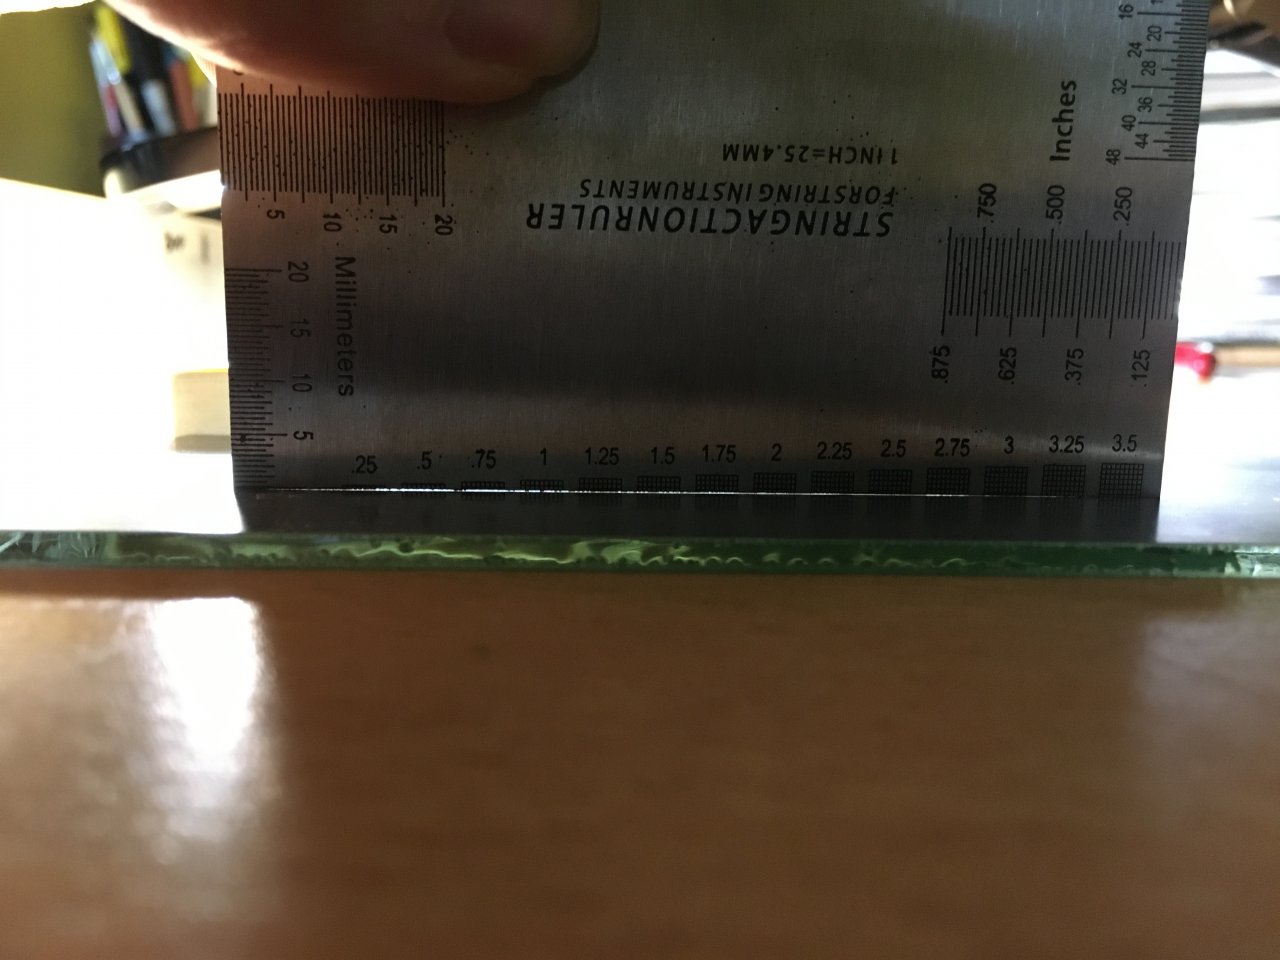 16
20
24
28
32
36
40
44
48
Inches
1 INCH=25.4MM
FORSTRINGINSTRUMENTS
STRINGACTIONRULER
5 10 15 20
Millimeters
20
15
10
5
.750 .500 .250
.875 .625 .375 .125
.25 .5 .75 1 1.25 1.5 1.75 2 2.25 2.5 2.75 3 3.25 3.5